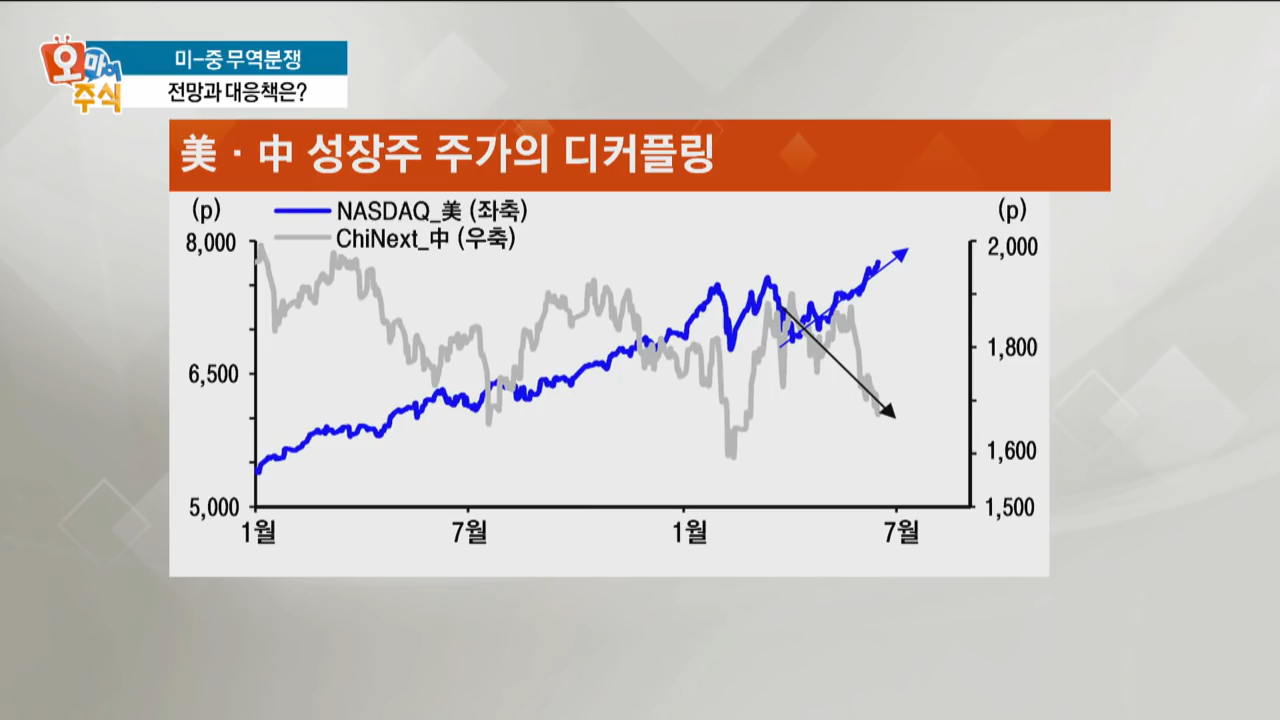 오마이
주식
미-중 무역분쟁
전망과 대응책은?
美·中 성장주 주가의 디커플링
(p)
NASDAQ_美 (좌축)
ChiNext_中 (우축)
(p)
8,000
6,500
5,000
2,000
1,800
1,600
1,500
1월
7월
1월
7월